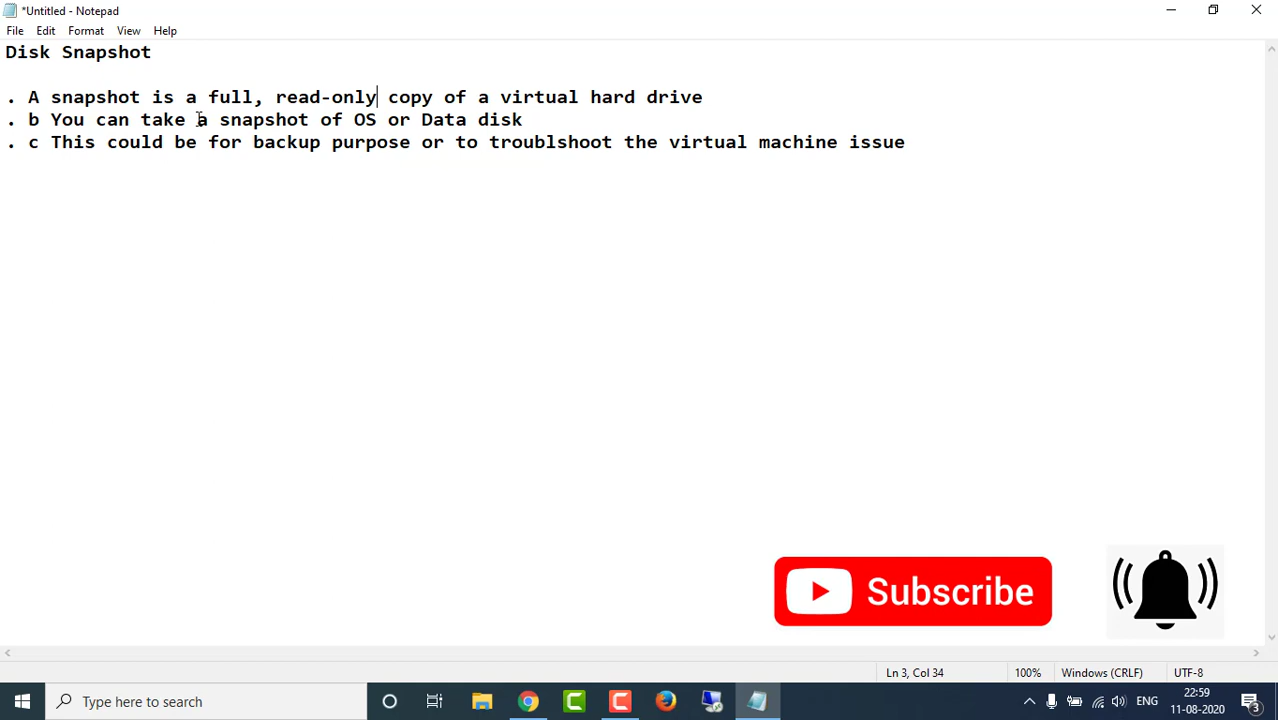 *Untitled - Notepad
File Edit Format View Help
Disk Snapshot
. A snapshot is a full, read-only copy of a virtual hard drive
. b You can take a snapshot of OS or Data disk
. c This could be for backup purpose or to troublshoot the virtual machine issue
Subscribe
Ln 3, Col 34 100% Windows (CRLF) UTF-8
Type here to search
ENG
22:59
11-08-2020
3